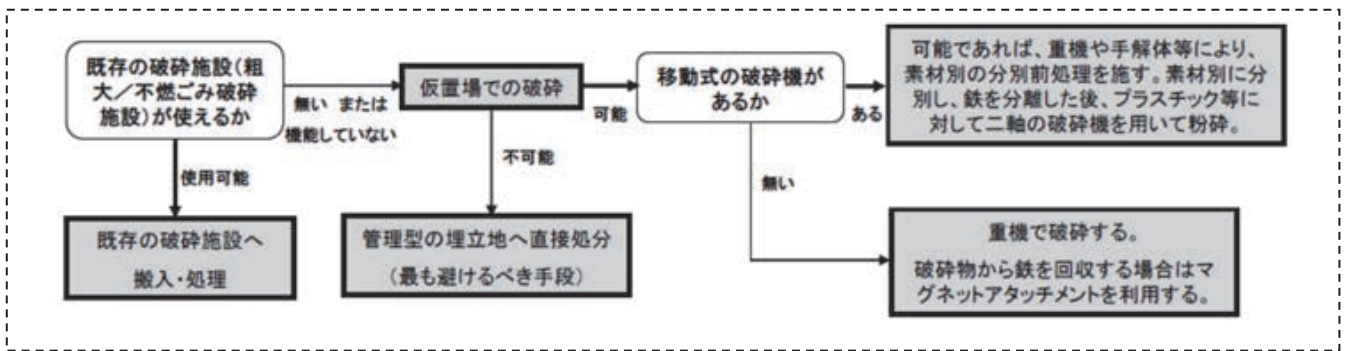 既存の破砕施設(粗
大／不燃ごみ破砕
施設)が使えるか
無い または
機能していない
仮置場での破砕
可能
移動式の破砕機が
あるか
ある
可能であれば、重機や手解体等により、
素材別の分別前処理を施す。素材別に分
別し、鉄を分離した後、プラスチック等に
対して二軸の破砕機を用いて粉砕。
使用可能
不可能
無い
既存の破砕施設へ
搬入・処理
管理型の埋立地へ直接処分
（最も避けるべき手段）
重機で破砕する。
破砕物から鉄を回収する場合はマ
グネットアタッチメントを利用する。